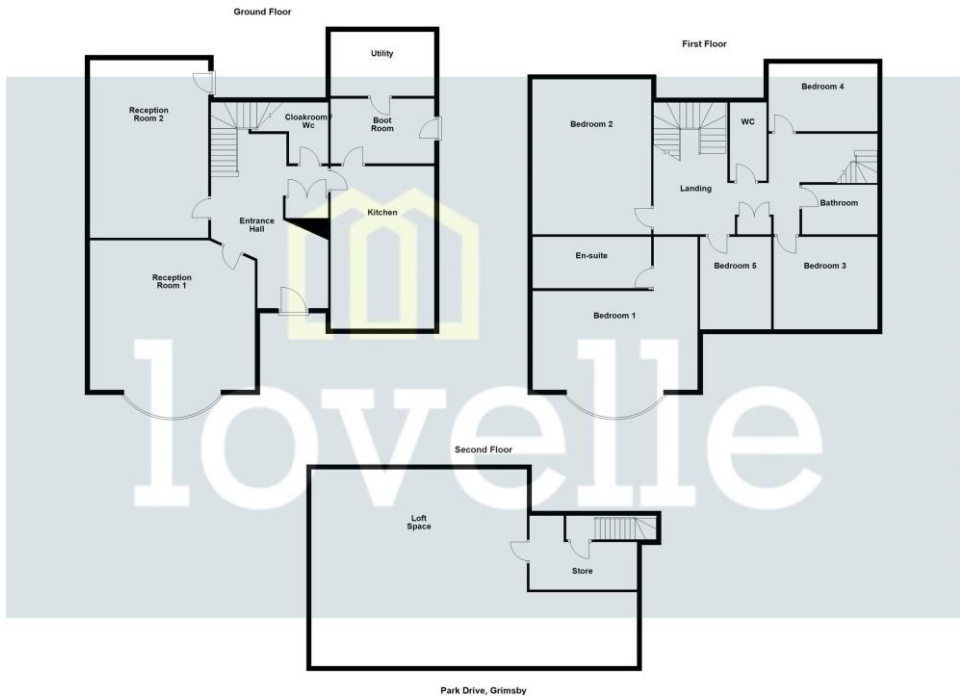 Ground Floor
Utility
Reception
Room 2
Cloakroom /
Wc
Boot
Room
Entrance
Hall
Kitchen
Reception
Room 1
First Floor
Bedroom 4
Bedroom 2
WC
Landing
Bathroom
En-suite
Bedroom 5
Bedroom 3
Bedroom 1
lovelle
Second Floor
Loft
Space
Store
Park Drive, Grimsby